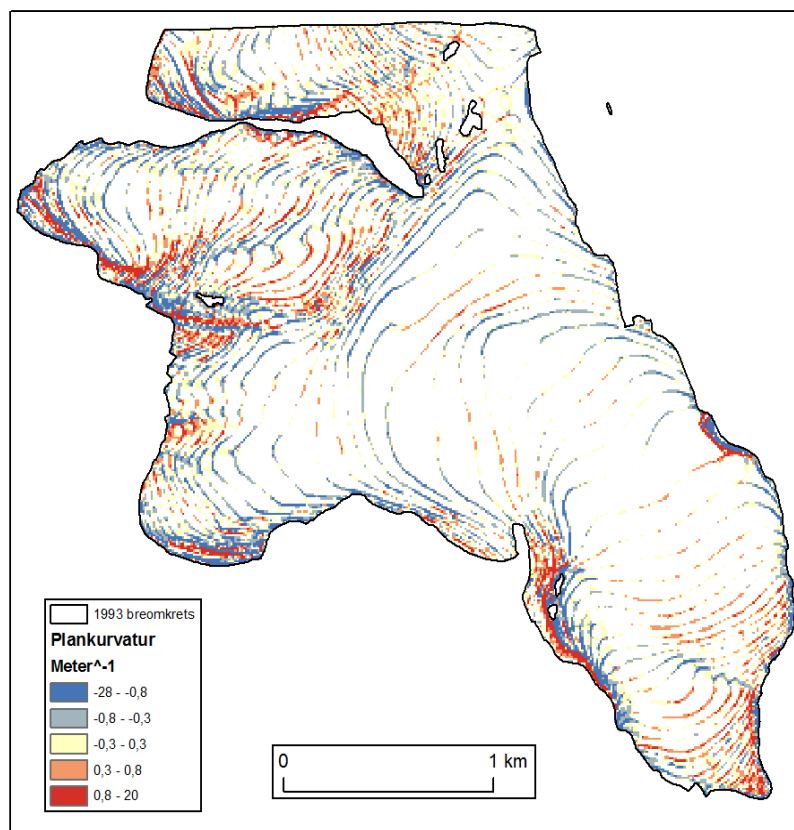 1993 breomkrets
Plankurvatur
Meter^-1
-28 - -0,8
-0,8 - -0,3
-0,3 - 0,3
0,3 - 0,8
0,8 - 20
0 1 km